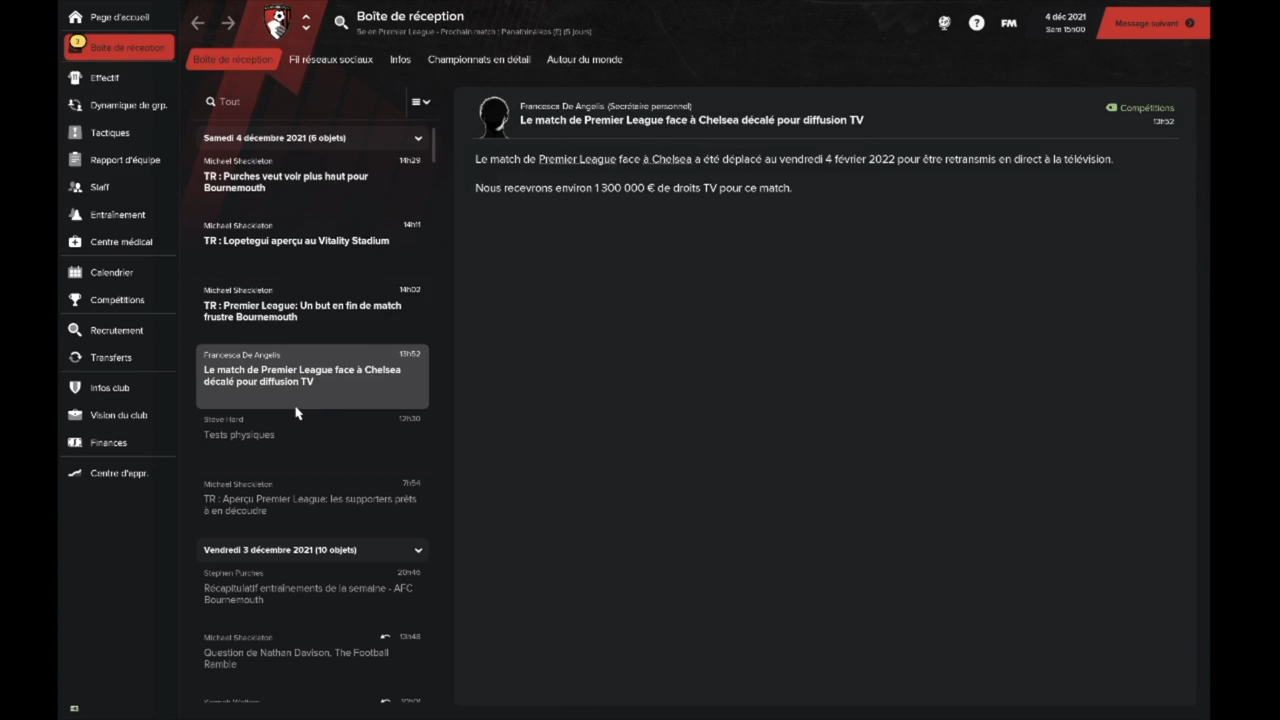 Page d'accueil
Boîte de réception
Effectif
Dynamique de grp.
Tactiques
Rapport d'équipe
Staff
Entraînement
Centre médical
Calendrier
Compétitions
Recrutement
Transferts
Infos club
Vision du club
Finances
Centre d'appr.
Boîte de réception
5e en Premier League - Prochain match : Panathinaikos (E) (5 jours)
FM
4 déc 2021
Sam 15h00
Message suivant
Boîte de réception
Fil réseaux sociaux
Infos
Championnats en détail
Autour du monde
Tout
Samedi 4 décembre 2021 (6 objets)
Michael Shackleton 14h29
TR : Purches veut voir plus haut pour
Bournemouth
Michael Shackleton 14h11
TR : Lopetegui aperçu au Vitality Stadium
Michael Shackleton 14h02
TR : Premier League: Un but en fin de match
frustre Bournemouth
Francesca De Angelis 13h52
Le match de Premier League face à Chelsea
décalé pour diffusion TV
Steve Hard 12h30
Tests physiques
Michael Shackleton 7h54
TR : Aperçu Premier League: les supporters prêts
à en découdre
Vendredi 3 décembre 2021 (10 objets)
Stephen Purches 20h46
Récapitulatif entraînements de la semaine - AFC
Bournemouth
Michael Shackleton 13h48
Question de Nathan Davison, The Football
Ramble
Francesca De Angelis (Secrétaire personnel)
Le match de Premier League face à Chelsea décalé pour diffusion TV
Compétitions
13h52
Le match de Premier League face à Chelsea a été déplacé au vendredi 4 février 2022 pour être retransmis en direct à la télévision.
Nous recevrons environ 1 300 000 € de droits TV pour ce match.